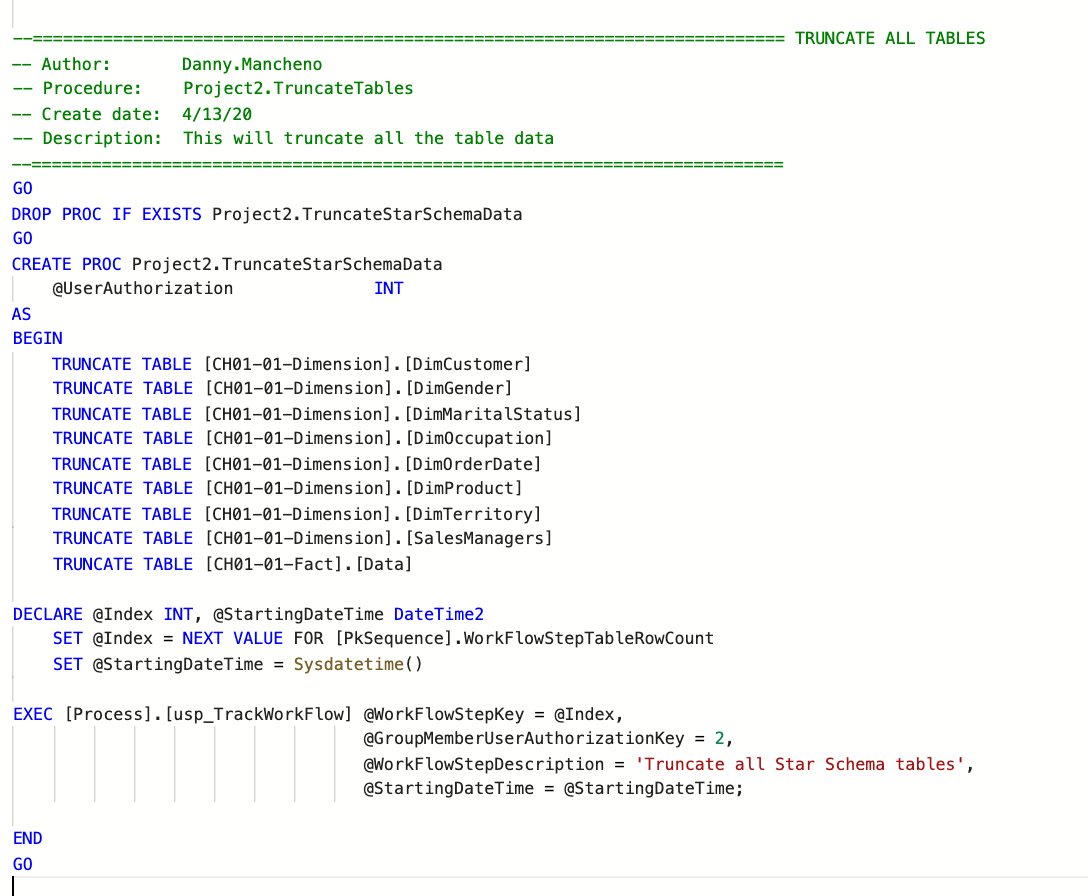 --=========================================================================== TRUNCATE ALL TABLES
-- Author:       Danny.Mancheno
-- Procedure:    Project2.TruncateTables
-- Create date:  4/13/20
-- Description:  This will truncate all the table data
--===========================================================================
GO
DROP PROC IF EXISTS Project2.TruncateStarSchemaData
GO
CREATE PROC Project2.TruncateStarSchemaData
    @UserAuthorization              INT
AS
BEGIN
    TRUNCATE TABLE [CH01-01-Dimension].[DimCustomer]
    TRUNCATE TABLE [CH01-01-Dimension].[DimGender]
    TRUNCATE TABLE [CH01-01-Dimension].[DimMaritalStatus]
    TRUNCATE TABLE [CH01-01-Dimension].[DimOccupation]
    TRUNCATE TABLE [CH01-01-Dimension].[DimOrderDate]
    TRUNCATE TABLE [CH01-01-Dimension].[DimProduct]
    TRUNCATE TABLE [CH01-01-Dimension].[DimTerritory]
    TRUNCATE TABLE [CH01-01-Dimension].[SalesManagers]
    TRUNCATE TABLE [CH01-01-Fact].[Data]
DECLARE @Index INT, @StartingDateTime DateTime2
    SET @Index = NEXT VALUE FOR [PkSequence].WorkFlowStepTableRowCount
    SET @StartingDateTime = Sysdatetime()
EXEC [Process].[usp_TrackWorkFlow] @WorkFlowStepKey = @Index,
                                   @GroupMemberUserAuthorizationKey = 2,
                                   @WorkFlowStepDescription = 'Truncate all Star Schema tables',
                                   @StartingDateTime = @StartingDateTime;
END
GO